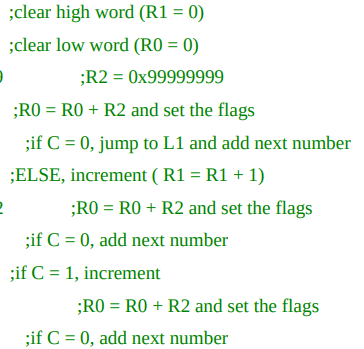 ;clear high word (R1 = 0)
;clear low word (R0 = 0)
;R2 = 0x99999999
;R0 = R0 + R2 and set the flags
;if C = 0, jump to L1 and add next number
;ELSE, increment ( R1 = R1 + 1)
2 ;R0 = R0 + R2 and set the flags
;if C = 0, add next number
;if C = 1, increment
;R0 = R0 + R2 and set the flags
;if C = 0, add next number